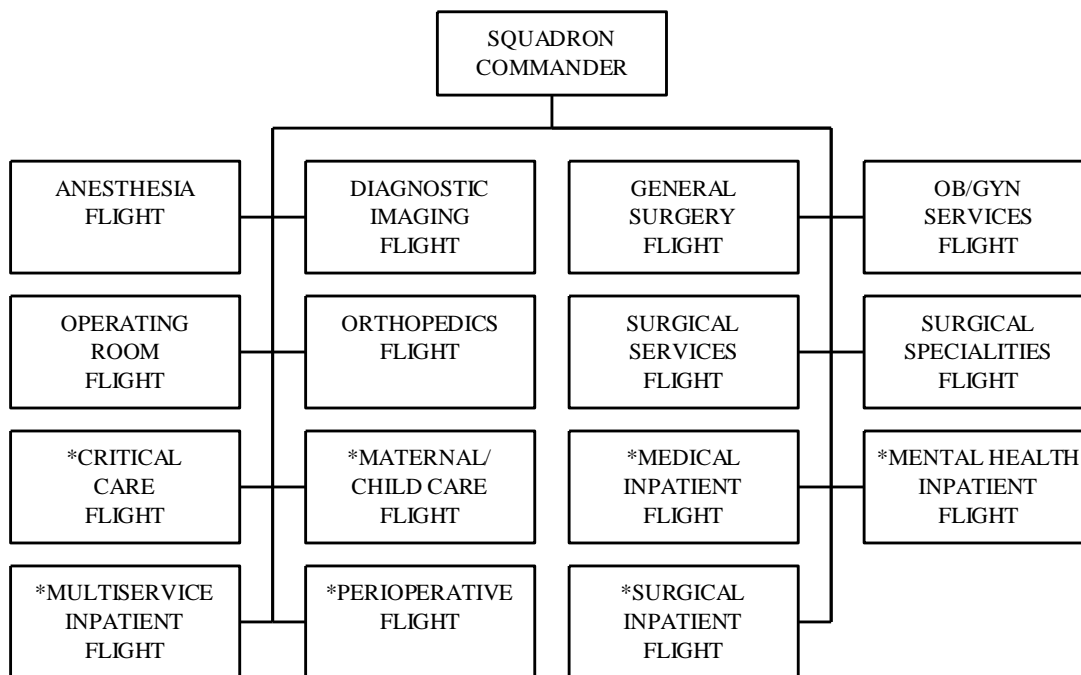 SQUADRON
COMMANDER
ANESTHESIA
FLIGHT
DIAGNOSTIC
IMAGING
FLIGHT
GENERAL
SURGERY
FLIGHT
OB/GYN
SERVICES
FLIGHT
OPERATING
ROOM
FLIGHT
ORTHOPEDICS
FLIGHT
SURGICAL
SERVICES
FLIGHT
SURGICAL
SPECIALITIES
FLIGHT
*CRITICAL
CARE
FLIGHT
*MATERNAL/
CHILD CARE
FLIGHT
*MEDICAL
INPATIENT
FLIGHT
*MENTAL HEALTH
INPATIENT
FLIGHT
*MULTISERVICE
INPATIENT
FLIGHT
*PERIOPERATIVE
FLIGHT
*SURGICAL
INPATIENT
FLIGHT